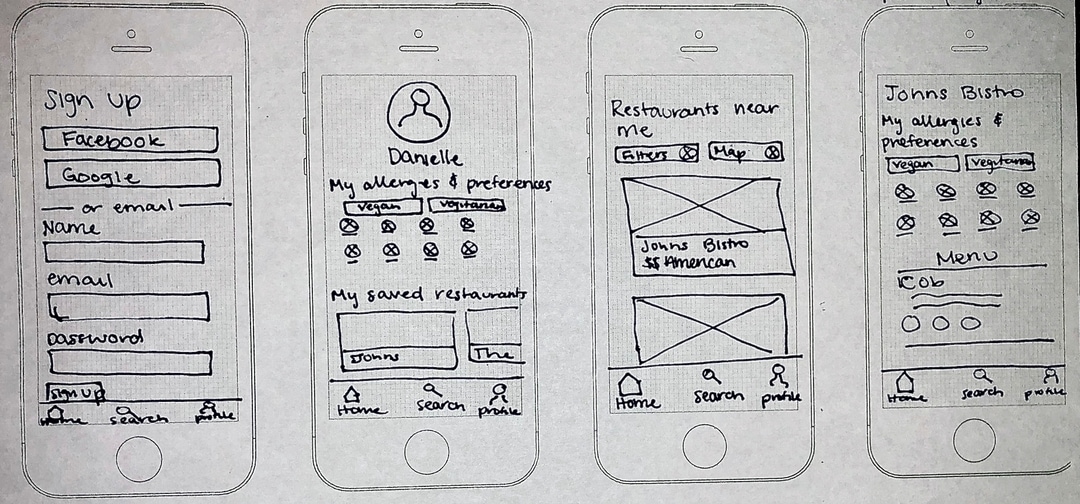 Sign up
Facebook
Google
or email
Name
email
password
sign up
Home search profile
Danielle
My allergies & preferences
vegan vegitarian
My saved restaurants
Johns The
Home search profile
Restaurants near
me
Filters Map
Johns Bistro
$$ American
Home search profile
Johns Bistro
My allergies &
preferences
vegan vegitarian
Menu
Cob
Home search profile